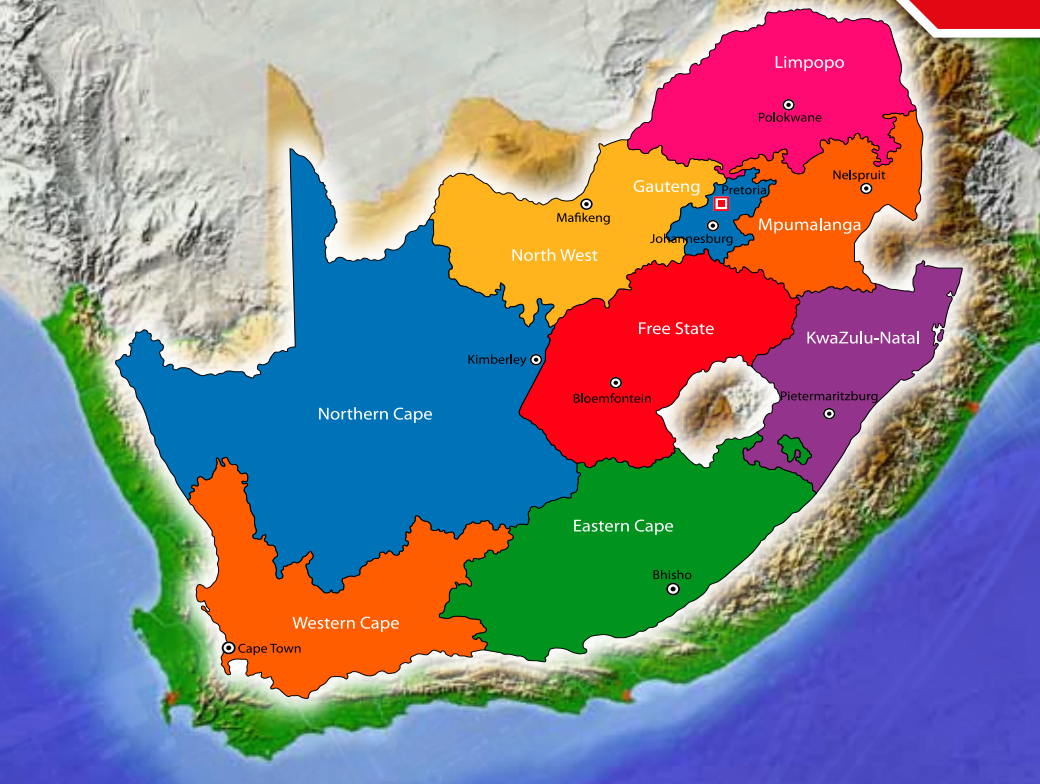 Limpopo
Polokwane
Nelspruit
Gauteng
Pretoria
Mafikeng
Mpumalanga
Johannesburg
North West
Free State
KwaZulu-Natal
Kimberley
Bloemfontein
Pietermaritzburg
Northern Cape
Eastern Cape
Bhisho
Western Cape
Cape Town